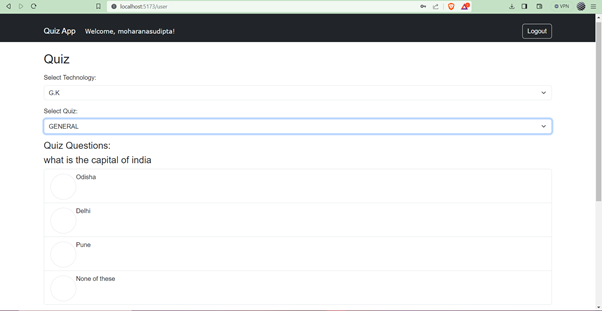 localhost:5173/user
VPN
Quiz App Welcome, moharanasudipta! Logout
Quiz
Select Technology:
G.K
Select Quiz:
GENERAL
Quiz Questions:
what is the capital of india
Odisha
Delhi
Pune
None of these